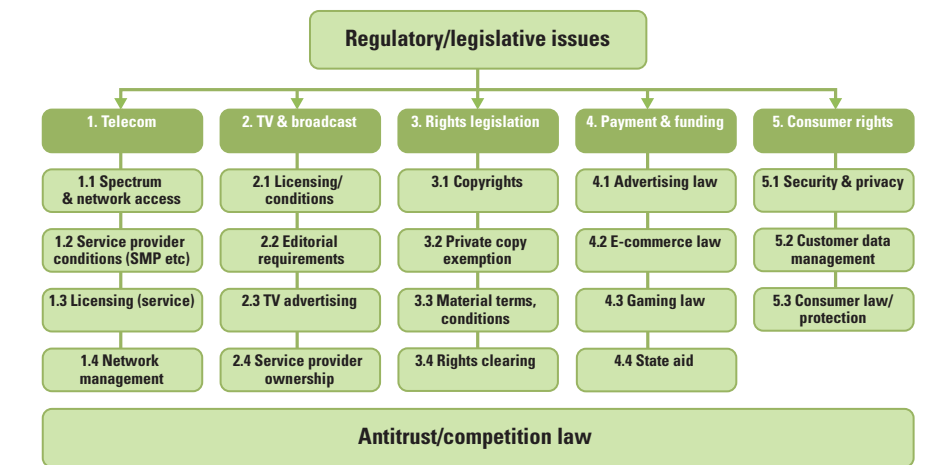 Regulatory/legislative issues
1. Telecom
2. TV & broadcast
3. Rights legislation
4. Payment & funding
5. Consumer rights
1.1 Spectrum
& network access
2.1 Licensing/
conditions
3.1 Copyrights
4.1 Advertising law
5.1 Security & privacy
1.2 Service provider
conditions (SMP etc)
2.2 Editorial
requirements
3.2 Private copy
exemption
4.2 E-commerce law
5.2 Customer data
management
1.3 Licensing (service)
2.3 TV advertising
3.3 Material terms,
conditions
4.3 Gaming law
5.3 Consumer law/
protection
1.4 Network
management
2.4 Service provider
ownership
3.4 Rights clearing
4.4 State aid
Antitrust/competition law